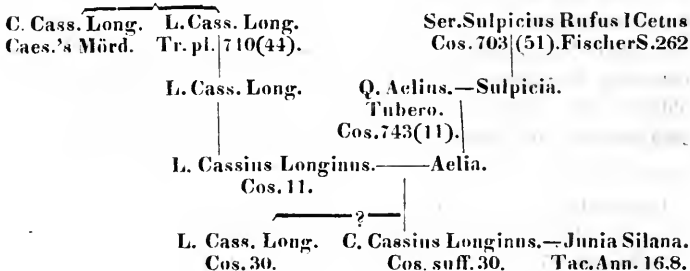 C. Cass. Long. L. Cass. Long. Ser. Sulpicius Rufus ICetus
Caes.'s Mörd. Tr. pl. 710(44). Cos. 703 (51). Fischer S. 262
L. Cass. Long. Q. Aelius.—Sulpicia.
Tubero.
Cos. 743(11).
L. Cassius Longinus.——Aelia.
Cos. 11.
?
L. Cass. Long. C. Cassius Longinus.—Junia Silana.
Cos. 30. Cos. suff. 30. Tac. Ann. 16.8.